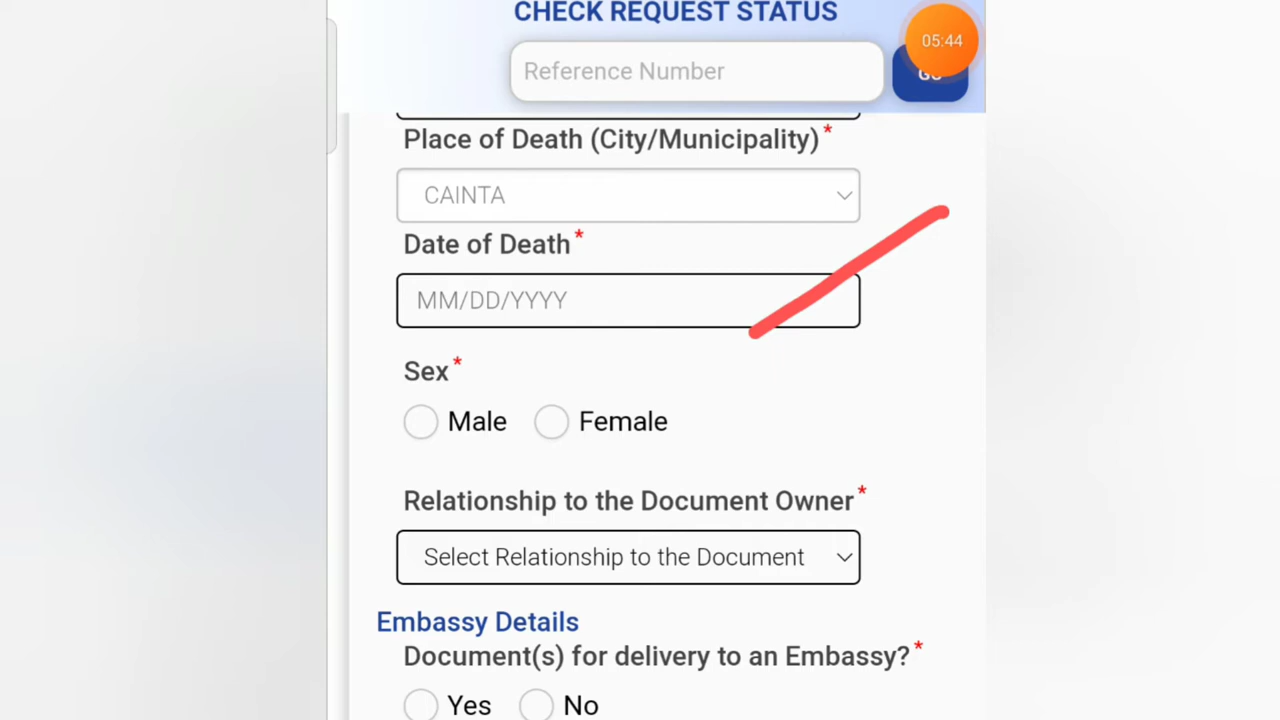 CHECK REQUEST STATUS
05:44
Reference Number
GO
Place of Death (City/Municipality)*
CAINTA
Date of Death*
MM/DD/YYYY
Sex*
Male Female
Relationship to the Document Owner*
Select Relationship to the Document
Embassy Details
Document(s) for delivery to an Embassy?*
Yes No